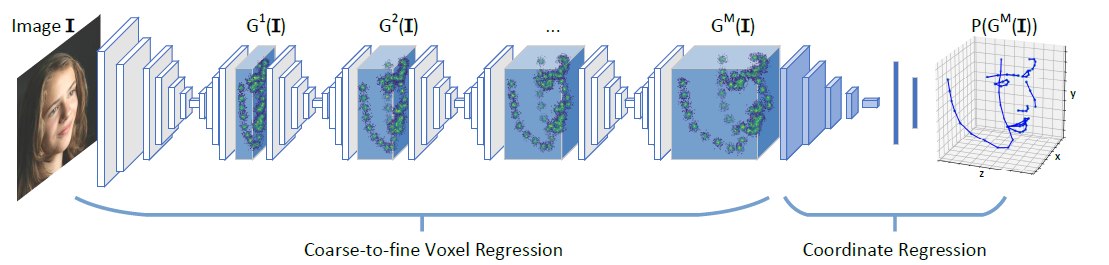 Image I
G¹(I)
G²(I)
...
Gᴹ(I)
P(Gᴹ(I))
y
x
z
Coarse-to-fine Voxel Regression
Coordinate Regression